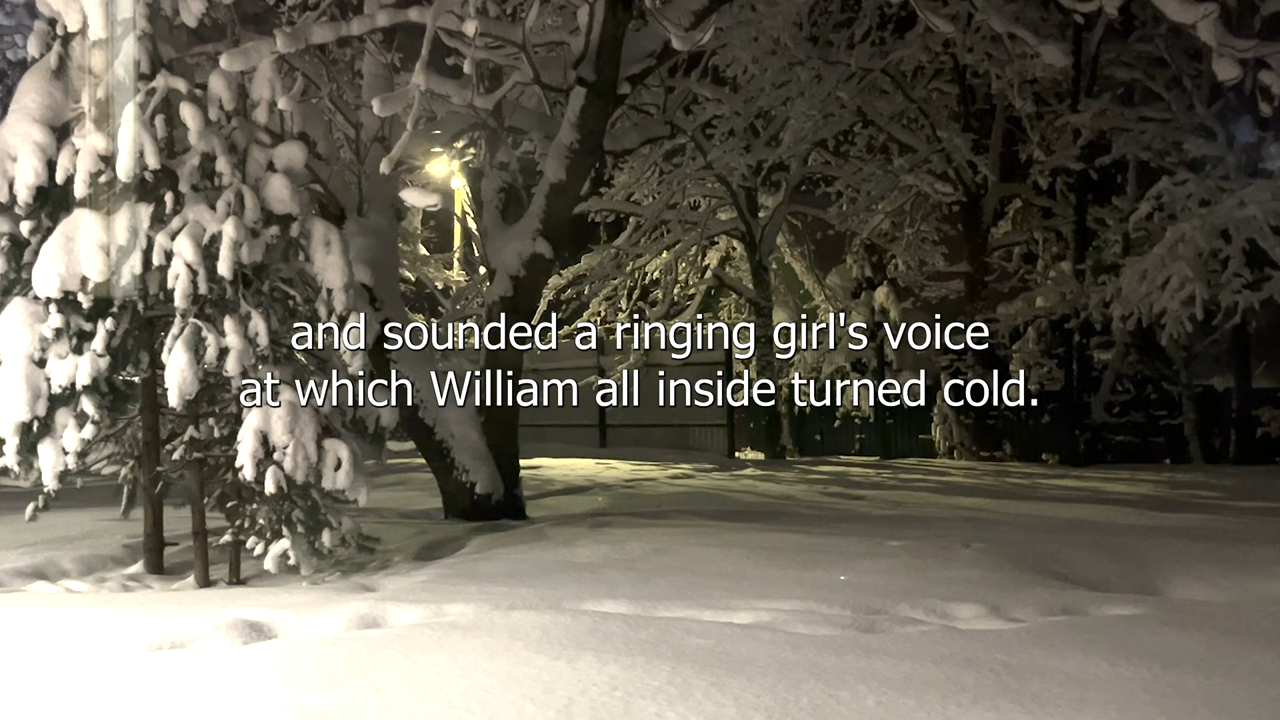 and sounded a ringing girl's voice
at which William all inside turned cold.